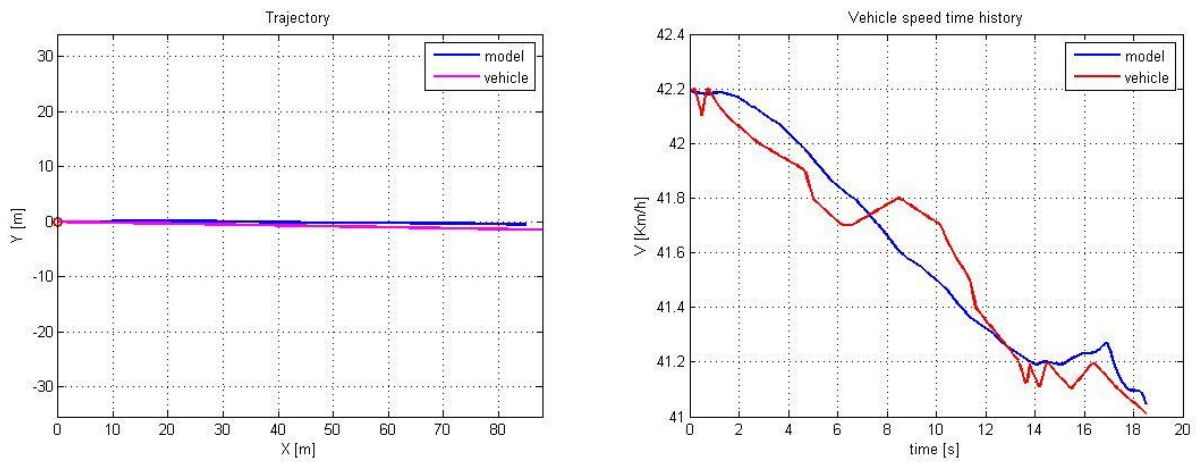 Trajectory
model
vehicle
30
20
10
0
-10
-20
-30
Y [m]
0 10 20 30 40 50 60 70 80
X [m]
Vehicle speed time history
model
vehicle
42.4
42.2
42
41.8
41.6
41.4
41.2
41
V [Km/h]
0 2 4 6 8 10 12 14 16 18 20
time [s]